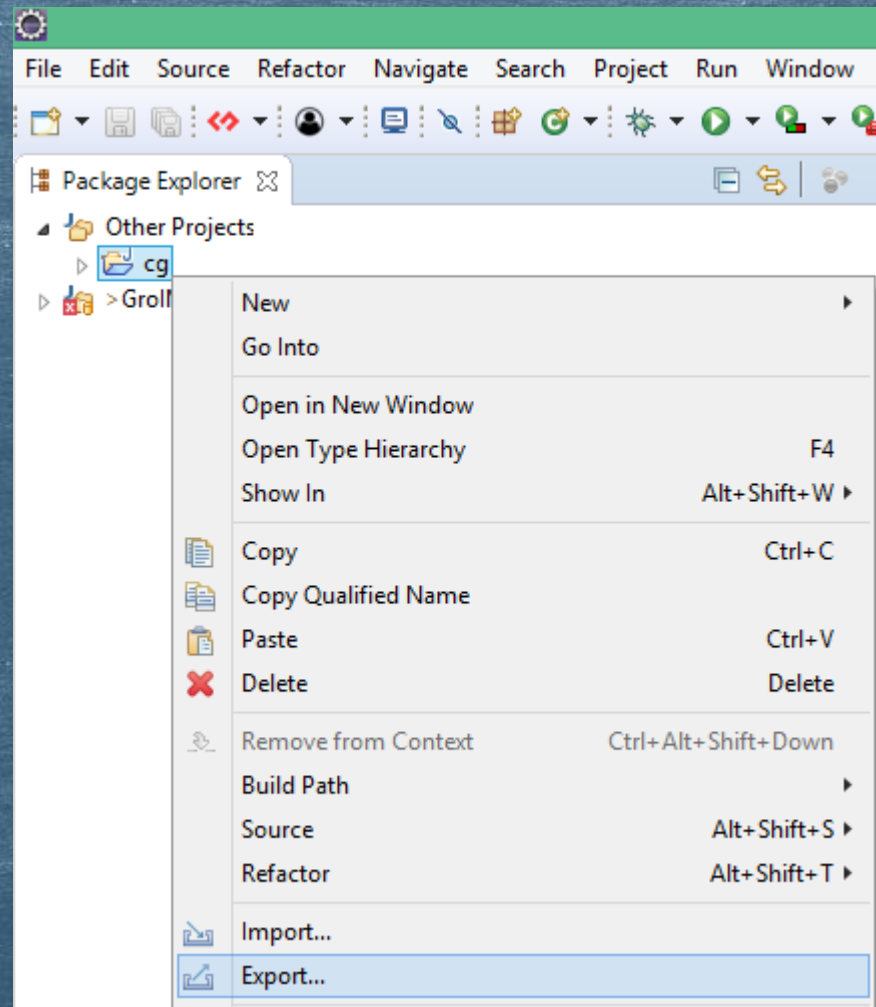 File Edit Source Refactor Navigate Search Project Run Window
Package Explorer
Other Projects
cg
New
Go Into
Open in New Window
Open Type Hierarchy F4
Show In Alt+Shift+W
Copy Ctrl+C
Copy Qualified Name
Paste Ctrl+V
Delete Delete
Remove from Context Ctrl+Alt+Shift+Down
Build Path
Source Alt+Shift+S
Refactor Alt+Shift+T
Import...
Export...